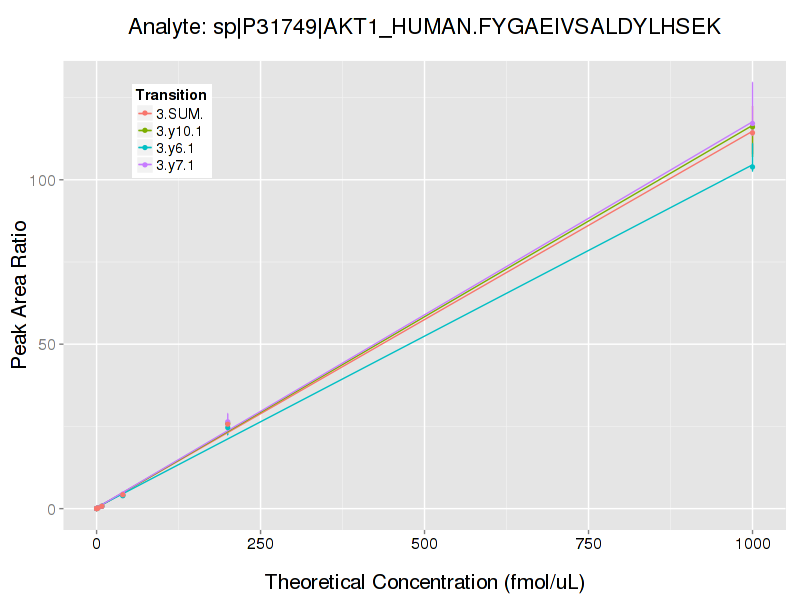 Analyte: sp|P31749|AKT1_HUMAN.FYGAEIVSALDYLHSEK
Transition
3.SUM.
3.y10.1
3.y6.1
3.y7.1
Peak Area Ratio
100
50
0
0 250 500 750 1000
Theoretical Concentration (fmol/uL)